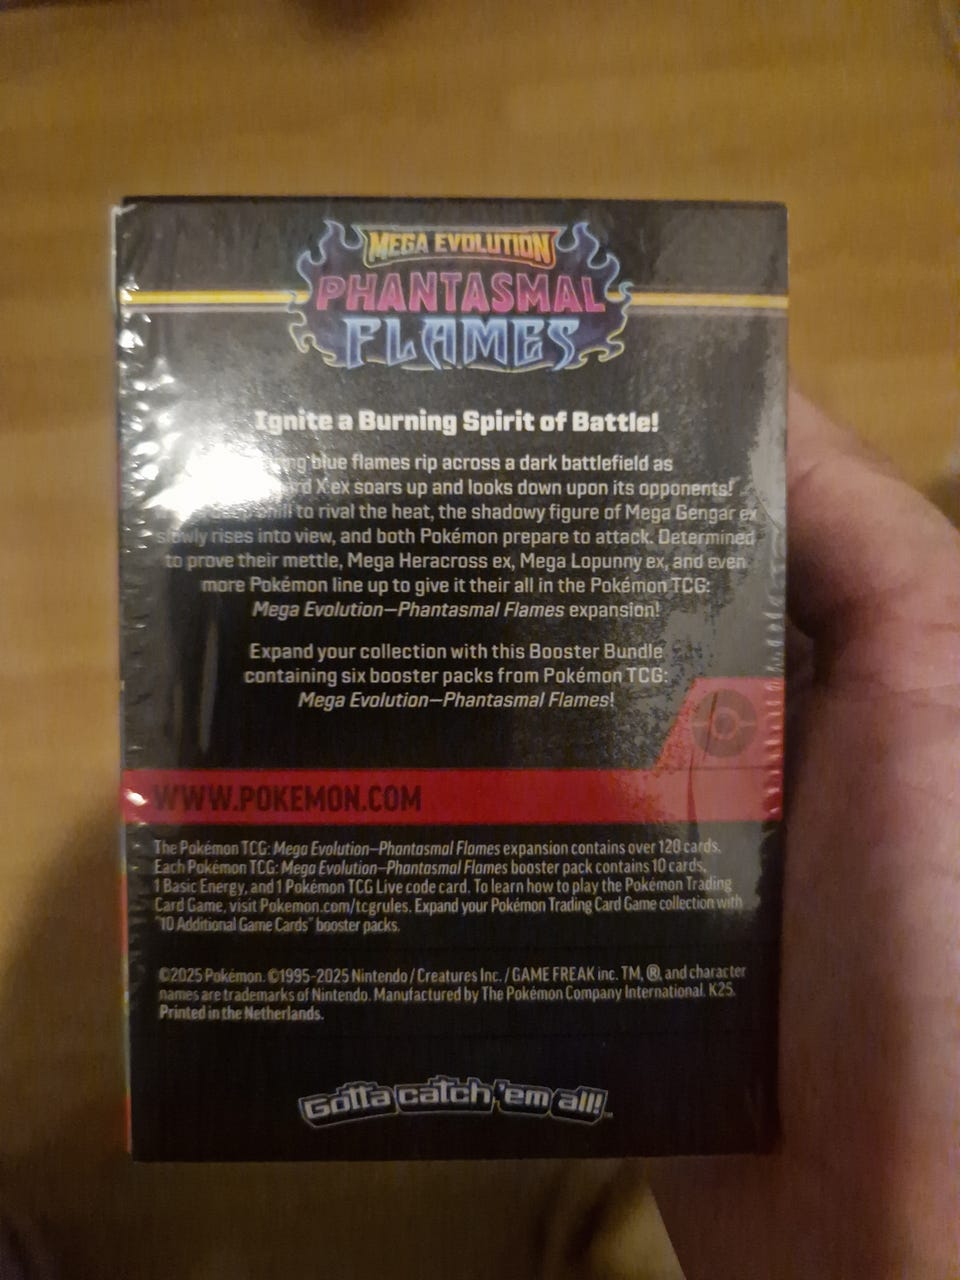 MEGA EVOLUTION
PHANTASMAL
FLAMES
Ignite a Burning Spirit of Battle!
blue flames rip across a dark battlefield as
X ex soars up and looks down upon its opponents!
to rival the heat, the shadowy figure of Mega Gengar ex
slowly rises into view, and both Pokémon prepare to attack. Determined
to prove their mettle, Mega Heracross ex, Mega Lopunny ex, and even
more Pokémon line up to give it their all in the Pokémon TCG:
Mega Evolution—Phantasmal Flames expansion!
Expand your collection with this Booster Bundle
containing six booster packs from Pokémon TCG:
Mega Evolution—Phantasmal Flames!
WWW.POKEMON.COM
The Pokémon TCG: Mega Evolution—Phantasmal Flames expansion contains over 120 cards.
Each Pokémon TCG: Mega Evolution—Phantasmal Flames booster pack contains 10 cards,
1 Basic Energy, and 1 Pokémon TCG Live code card. To learn how to play the Pokémon Trading
Card Game, visit Pokemon.com/tcgrules. Expand your Pokémon Trading Card Game collection with
"10 Additional Game Cards" booster packs.
©2025 Pokémon. ©1995–2025 Nintendo / Creatures Inc. / GAME FREAK inc. TM, ®, and character
names are trademarks of Nintendo. Manufactured by The Pokémon Company International. K25.
Printed in the Netherlands.
Gotta catch 'em all!™